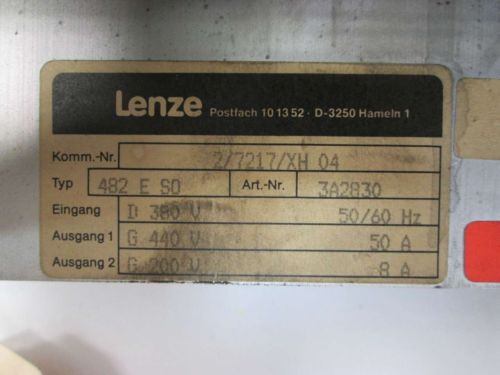 Lenze Postfach 10 13 52 · D-3250 Hameln 1
Komm.-Nr. 2/7217/XH 04
Typ 482 E SO Art.-Nr. 3A2830
Eingang D 380 V 50/60 Hz
Ausgang 1 G 440 V 50 A
Ausgang 2 G 200 V 8 A